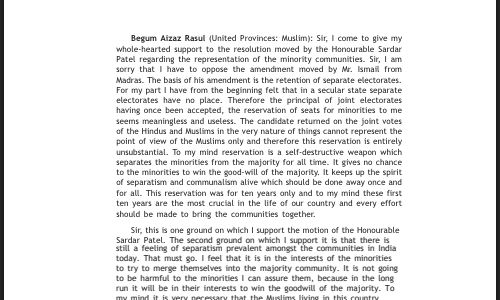 Begum Aizaz Rasul (United Provinces: Muslim): Sir, I come to give my
whole-hearted support to the resolution moved by the Honourable Sardar
Patel regarding the representation of the minority communities. Sir, I am
sorry that I have to oppose the amendment moved by Mr. Ismail from
Madras. The basis of his amendment is the retention of separate electorates.
For my part I have from the beginning felt that in a secular state separate
electorates have no place. Therefore the principal of joint electorates
having once been accepted, the reservation of seats for minorities to me
seems meaningless and useless. The candidate returned on the joint votes
of the Hindus and Muslims in the very nature of things cannot represent the
point of view of the Muslims only and therefore this reservation is entirely
unsubstantial. To my mind reservation is a self-destructive weapon which
separates the minorities from the majority for all time. It gives no chance
to the minorities to win the good-will of the majority. It keeps up the spirit
of separatism and communalism alive which should be done away once and
for all. This reservation was for ten years only and to my mind these first
ten years are the most crucial in the life of our country and every effort
should be made to bring the communities together.
Sir, this is one ground on which I support the motion of the Honourable
Sardar Patel. The second ground on which I support it is that there is
still a feeling of separatism prevalent amongst the communities in India
today. That must go. I feel that it is in the interests of the minorities
to try to merge themselves into the majority community. It is not going
to be harmful to the minorities I can assure them, because in the long
run it will be in their interests to win the goodwill of the majority. To
my mind it is very necessary that the Muslims living in this country